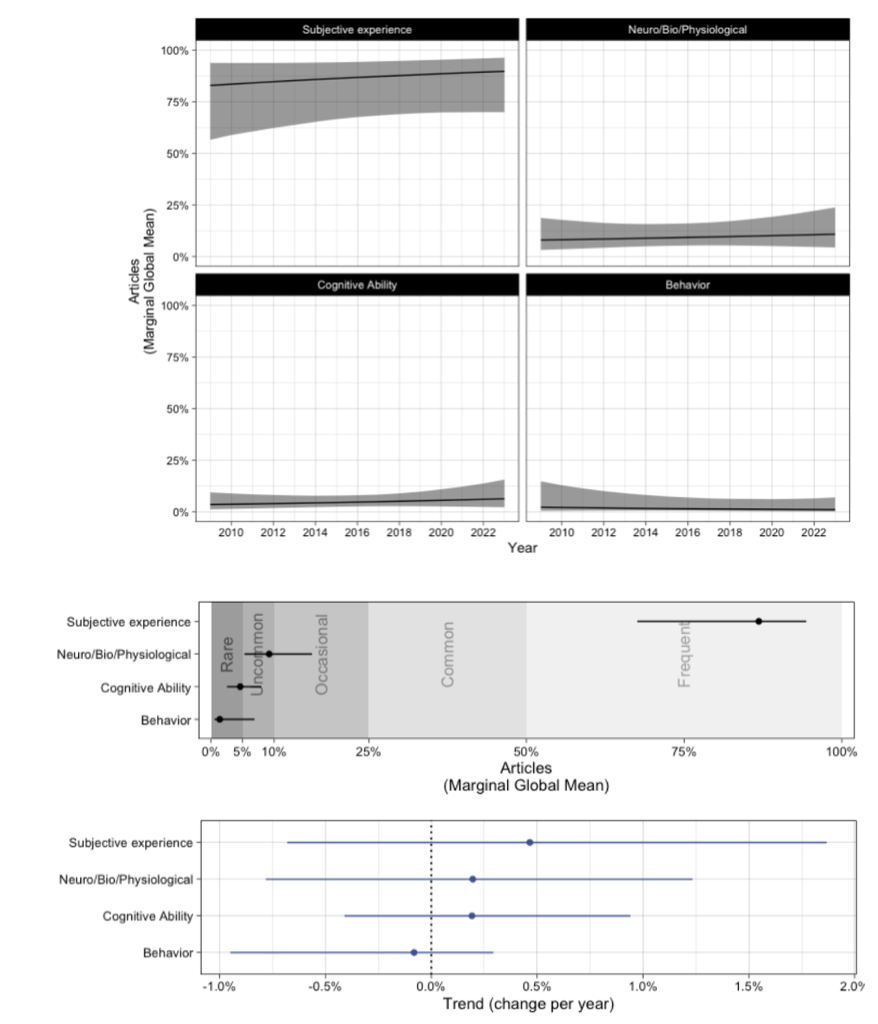 Subjective experience
Neuro/Bio/Physiological
100%
75%
50%
25%
0%
Cognitive Ability
Behavior
100%
75%
50%
25%
0%
Articles
(Marginal Global Mean)
2010 2012 2014 2016 2018 2020 2022
2010 2012 2014 2016 2018 2020 2022
Year
Subjective experience
Neuro/Bio/Physiological
Cognitive Ability
Behavior
Rare
Uncommon
Occasional
Common
Frequent
0% 5% 10% 25% 50% 75% 100%
Articles
(Marginal Global Mean)
Subjective experience
Neuro/Bio/Physiological
Cognitive Ability
Behavior
-1.0% -0.5% 0.0% 0.5% 1.0% 1.5% 2.0%
Trend (change per year)